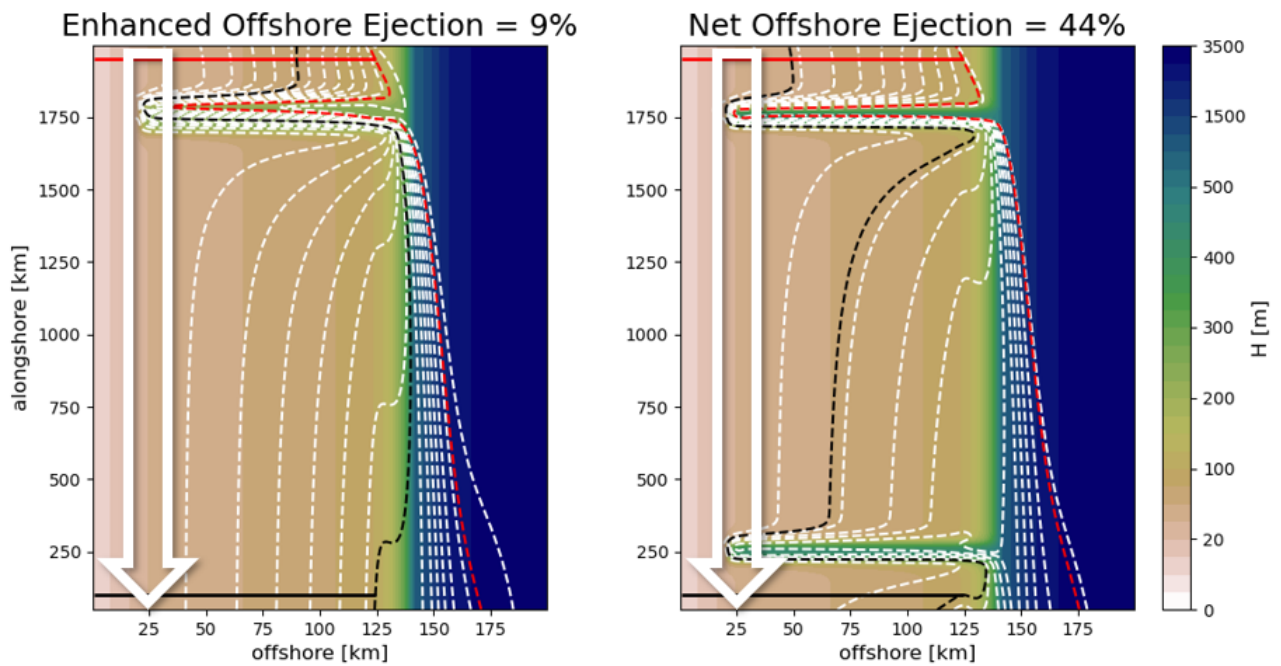 Enhanced Offshore Ejection = 9%
Net Offshore Ejection = 44%
alongshore [km]
1750
1500
1250
1000
750
500
250
25 50 75 100 125 150 175
offshore [km]
1750
1500
1250
1000
750
500
250
25 50 75 100 125 150 175
offshore [km]
3500
1500
500
400
300
200
100
20
0
H [m]